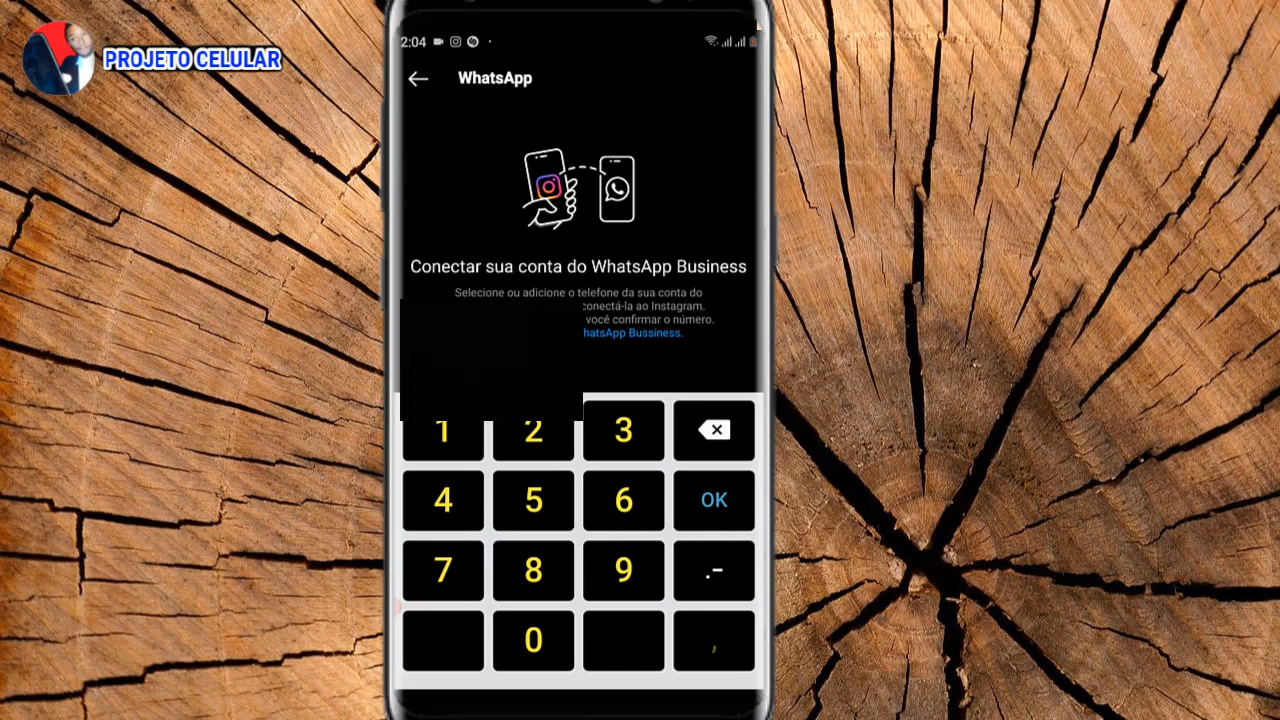 PROJETO CELULAR
2:04
WhatsApp
Conectar sua conta do WhatsApp Business
Selecione ou adicione o telefone da sua conta do
conectá-la ao Instagram.
você confirmar o número.
hatsApp Bussiness.
1 2 3
4 5 6 OK
7 8 9 .-
0 ,